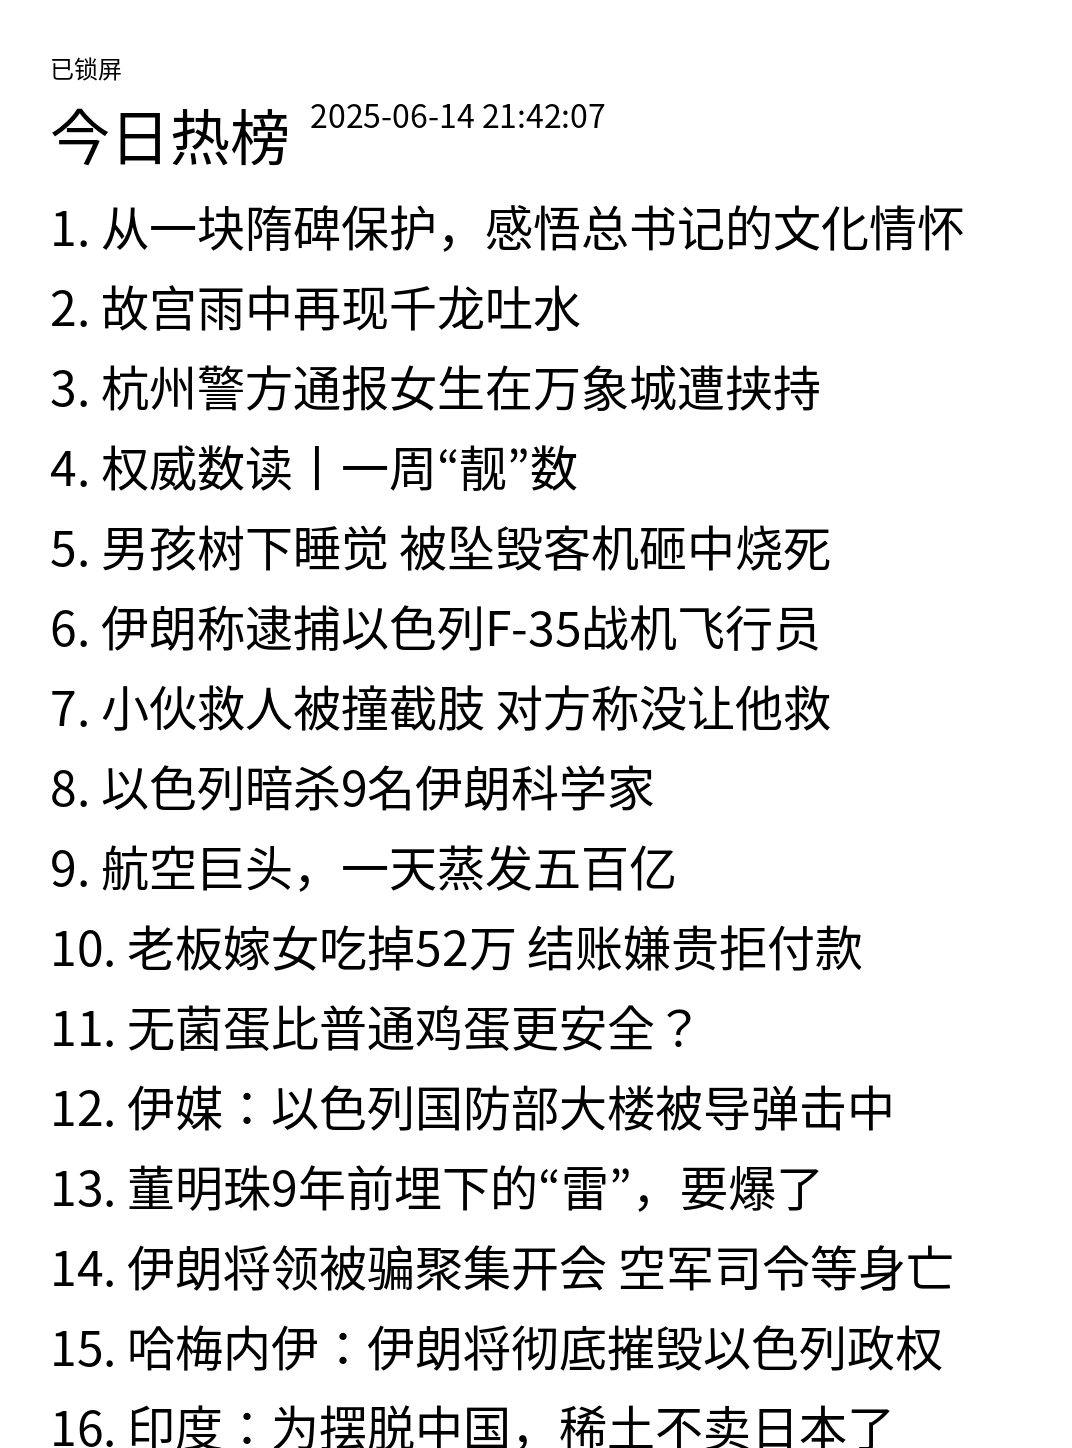 已锁屏
今日热榜 2025-06-14 21:42:07
1. 从一块隋碑保护，感悟总书记的文化情怀
2. 故宫雨中再现千龙吐水
3. 杭州警方通报女生在万象城遭挟持
4. 权威数读丨一周“靓”数
5. 男孩树下睡觉 被坠毁客机砸中烧死
6. 伊朗称逮捕以色列F-35战机飞行员
7. 小伙救人被撞截肢 对方称没让他救
8. 以色列暗杀9名伊朗科学家
9. 航空巨头，一天蒸发五百亿
10. 老板嫁女吃掉52万 结账嫌贵拒付款
11. 无菌蛋比普通鸡蛋更安全？
12. 伊媒：以色列国防部大楼被导弹击中
13. 董明珠9年前埋下的“雷”，要爆了
14. 伊朗将领被骗聚集开会 空军司令等身亡
15. 哈梅内伊：伊朗将彻底摧毁以色列政权
16. 印度：为摆脱中国，稀土不卖日本了